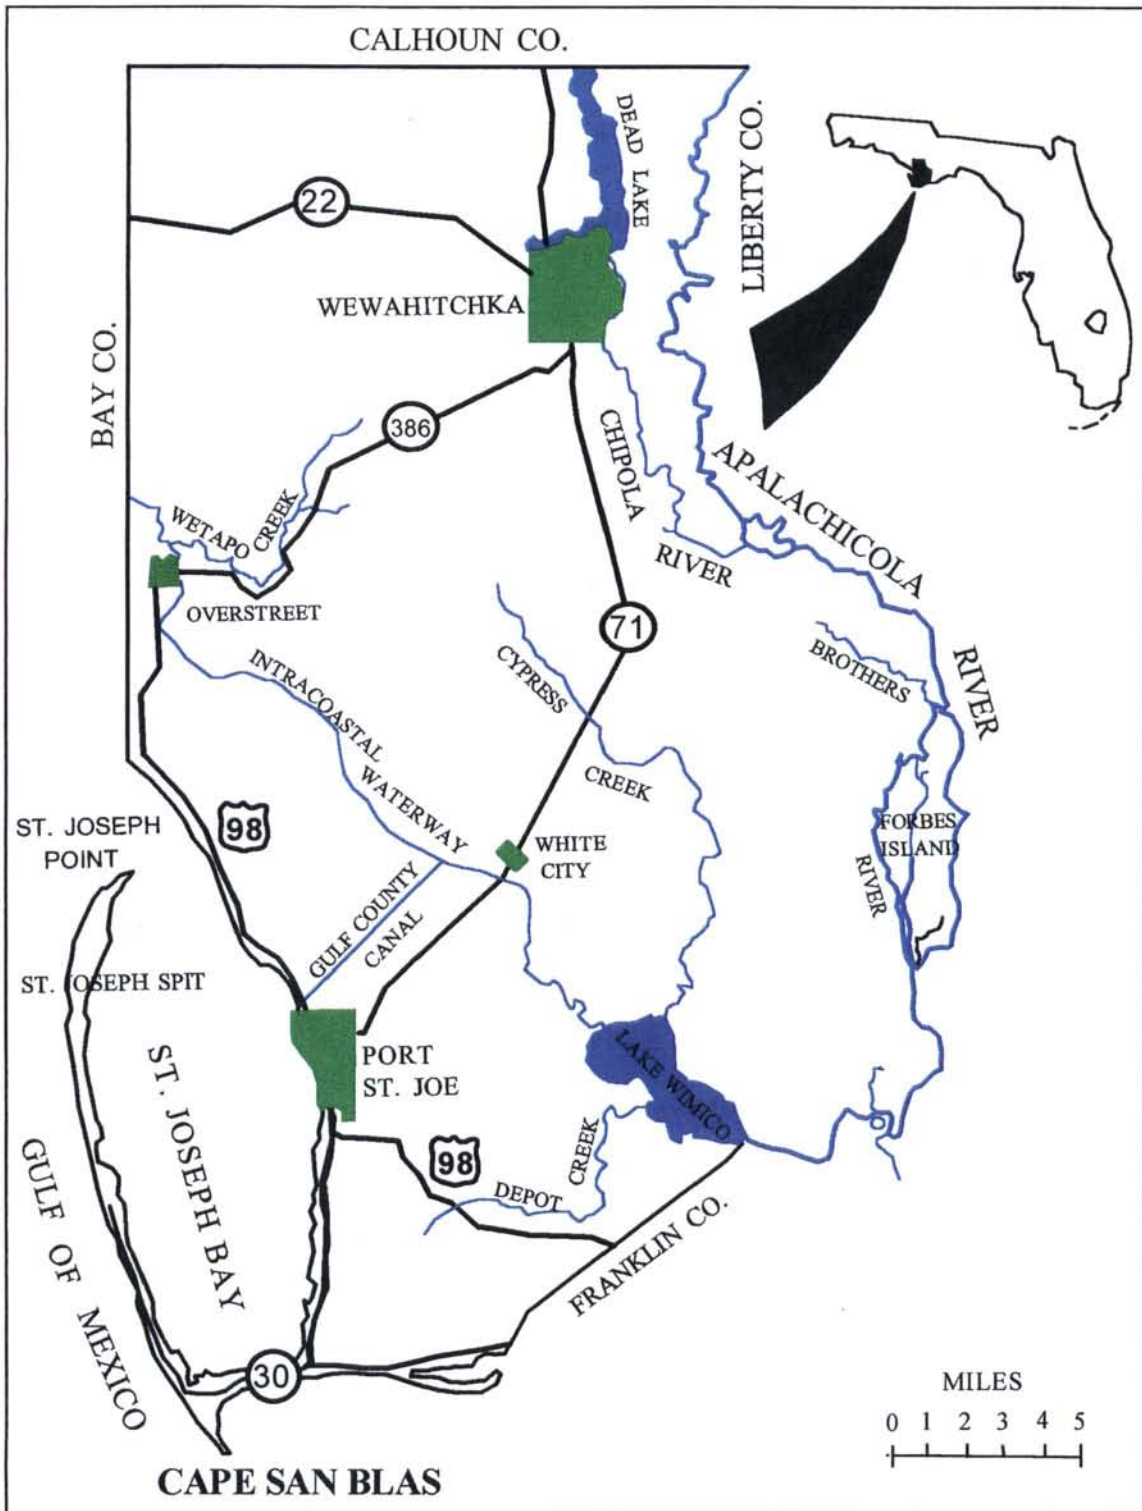 CALHOUN CO.
DEAD LAKE
LIBERTY CO.
22
WEWAHITCHKA
BAY CO.
386
CHIPOLA
RIVER
APALACHICOLA
RIVER
WETAPO
CREEK
OVERSTREET
71
BROTHERS
RIVER
CYPRESS
CREEK
INTRACOASTAL
WATERWAY
FORBES
ISLAND
98
ST. JOSEPH
POINT
WHITE
CITY
GULF COUNTY
CANAL
ST. JOSEPH SPIT
PORT
ST. JOE
LAKE WIMICO
ST. JOSEPH BAY
GULF OF MEXICO
98
DEPOT
CREEK
FRANKLIN CO.
30
MILES
0 1 2 3 4 5
CAPE SAN BLAS